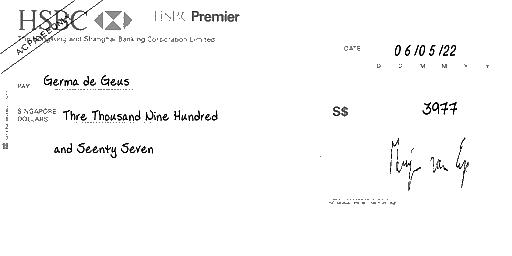 HSBC HSBC Premier
The Hongkong and Shanghai Banking Corporation Limited
A/C PAYEE ONLY
DATE 06/05/22
D D M M Y Y
PAY Germa de Geus
SINGAPORE DOLLARS Thre Thousand Nine Hundred
and Seenty Seven
S$ 3977